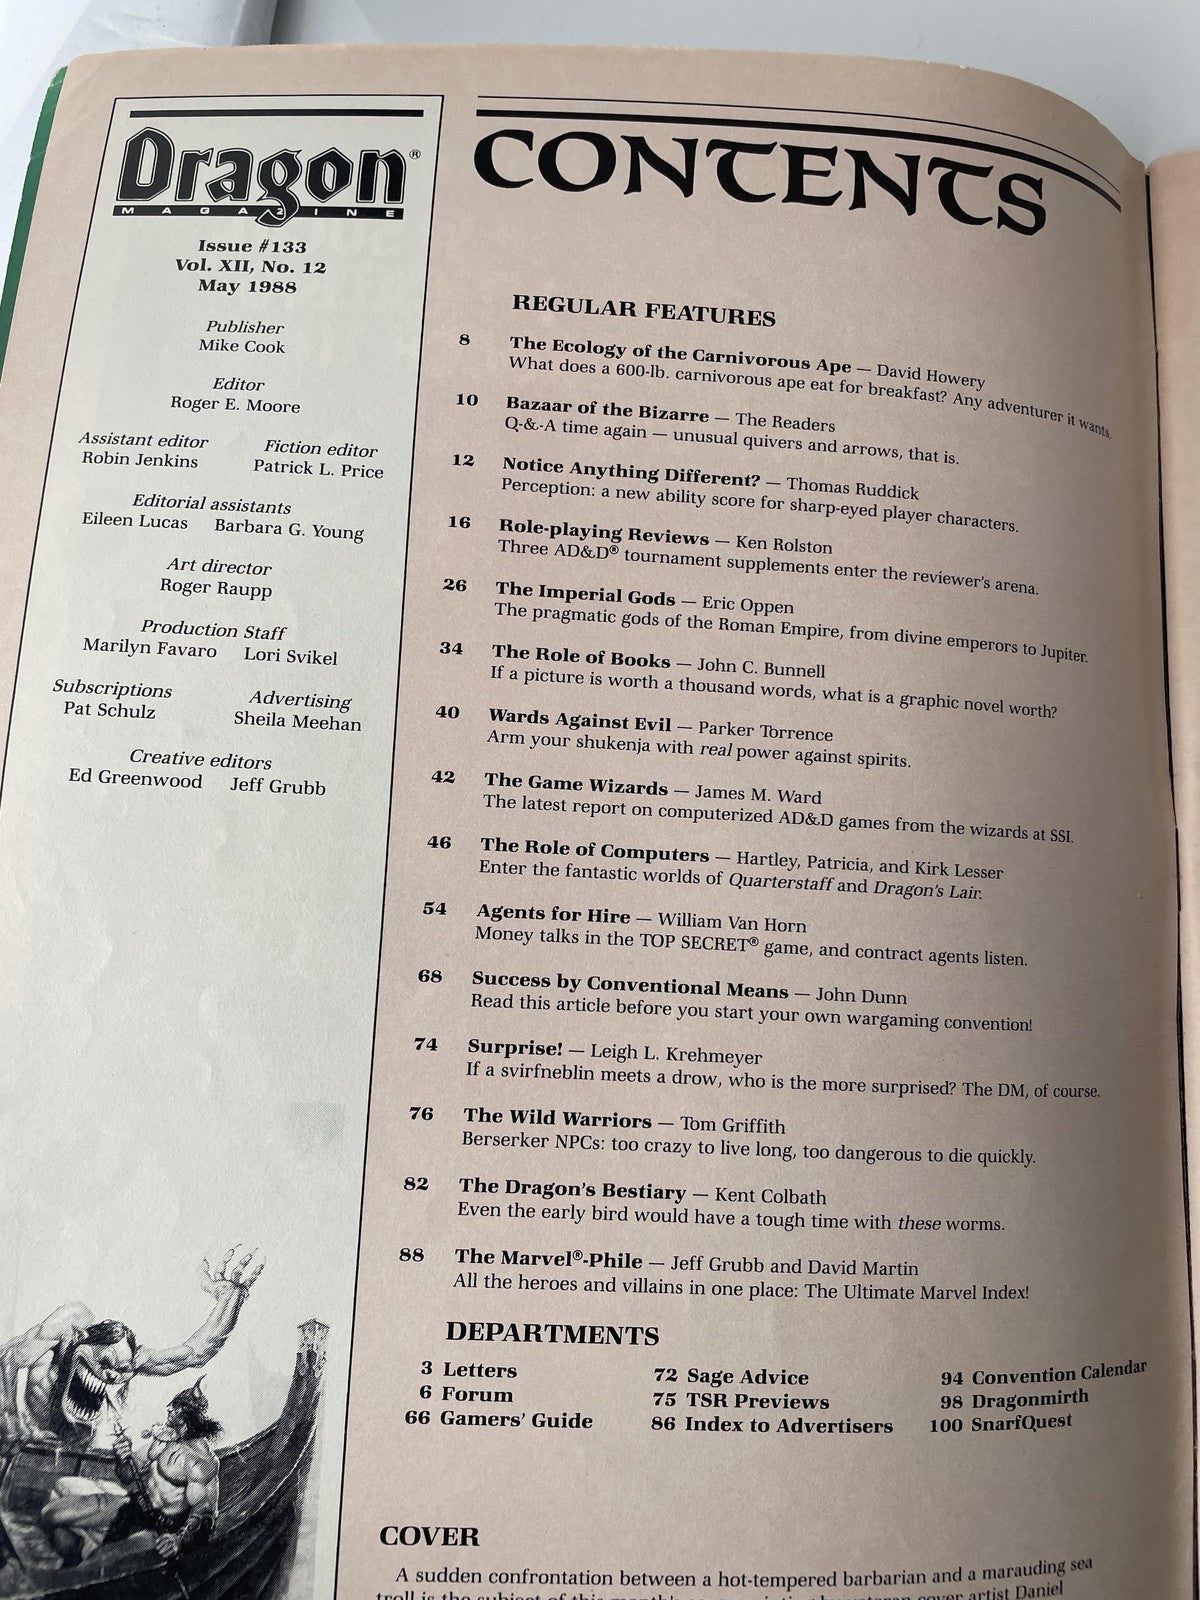 Dragon®
MAGAZINE
Issue #133
Vol. XII, No. 12
May 1988
Publisher
Mike Cook
Editor
Roger E. Moore
Assistant editor Fiction editor
Robin Jenkins Patrick L. Price
Editorial assistants
Eileen Lucas Barbara G. Young
Art director
Roger Raupp
Production Staff
Marilyn Favaro Lori Svikel
Subscriptions Advertising
Pat Schulz Sheila Meehan
Creative editors
Ed Greenwood Jeff Grubb
CONTENTS
REGULAR FEATURES
8 The Ecology of the Carnivorous Ape — David Howery
What does a 600-lb. carnivorous ape eat for breakfast? Any adventurer it wants.
10 Bazaar of the Bizarre — The Readers
Q-&-A time again — unusual quivers and arrows, that is.
12 Notice Anything Different? — Thomas Ruddick
Perception: a new ability score for sharp-eyed player characters.
16 Role-playing Reviews — Ken Rolston
Three AD&D® tournament supplements enter the reviewer's arena.
26 The Imperial Gods — Eric Oppen
The pragmatic gods of the Roman Empire, from divine emperors to Jupiter.
34 The Role of Books — John C. Bunnell
If a picture is worth a thousand words, what is a graphic novel worth?
40 Wards Against Evil — Parker Torrence
Arm your shukenja with real power against spirits.
42 The Game Wizards — James M. Ward
The latest report on computerized AD&D games from the wizards at SSI.
46 The Role of Computers — Hartley, Patricia, and Kirk Lesser
Enter the fantastic worlds of Quarterstaff and Dragon's Lair.
54 Agents for Hire — William Van Horn
Money talks in the TOP SECRET® game, and contract agents listen.
68 Success by Conventional Means — John Dunn
Read this article before you start your own wargaming convention!
74 Surprise! — Leigh L. Krehmeyer
If a svirfneblin meets a drow, who is the more surprised? The DM, of course.
76 The Wild Warriors — Tom Griffith
Berserker NPCs: too crazy to live long, too dangerous to die quickly.
82 The Dragon's Bestiary — Kent Colbath
Even the early bird would have a tough time with these worms.
88 The Marvel®-Phile — Jeff Grubb and David Martin
All the heroes and villains in one place: The Ultimate Marvel Index!
DEPARTMENTS
3 Letters 72 Sage Advice 94 Convention Calendar
6 Forum 75 TSR Previews 98 Dragonmirth
66 Gamers' Guide 86 Index to Advertisers 100 SnarfQuest
COVER
A sudden confrontation between a hot-tempered barbarian and a marauding sea
troll is the subject of this month's cover artist Daniel